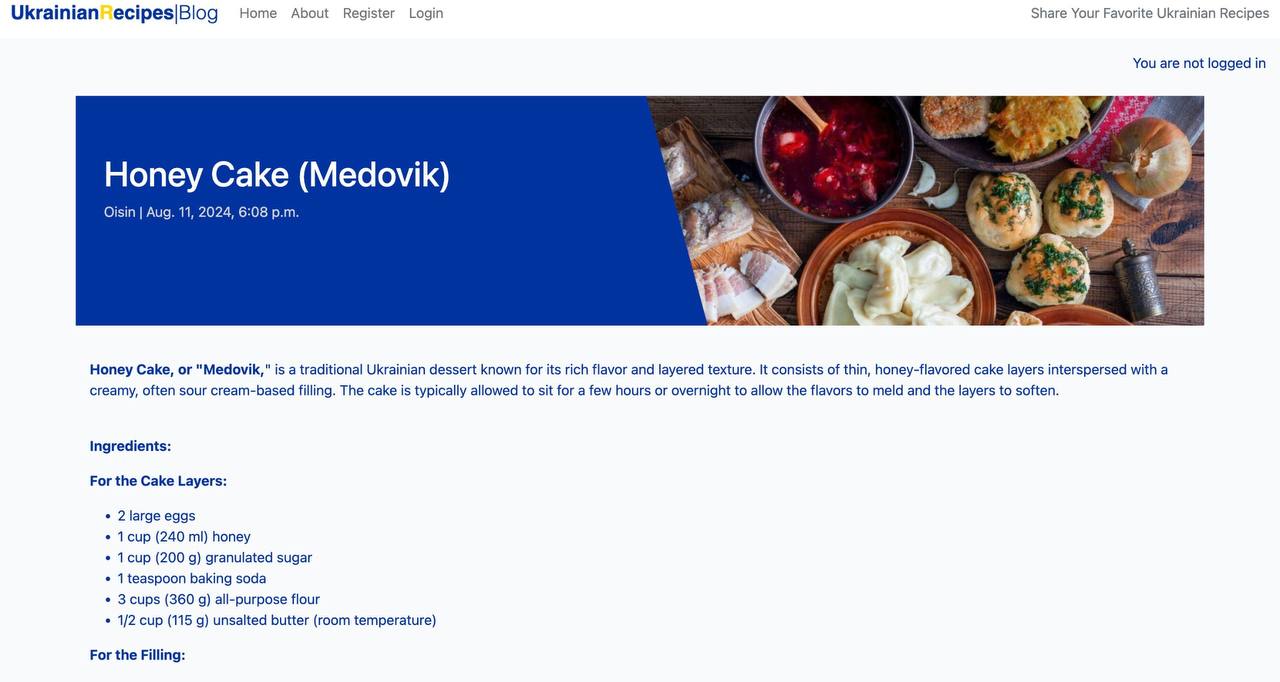 UkrainianRecipes|Blog Home About Register Login Share Your Favorite Ukrainian Recipes
You are not logged in
Honey Cake (Medovik)
Oisin | Aug. 11, 2024, 6:08 p.m.
Honey Cake, or "Medovik," is a traditional Ukrainian dessert known for its rich flavor and layered texture. It consists of thin, honey-flavored cake layers interspersed with a
creamy, often sour cream-based filling. The cake is typically allowed to sit for a few hours or overnight to allow the flavors to meld and the layers to soften.
Ingredients:
For the Cake Layers:
• 2 large eggs
• 1 cup (240 ml) honey
• 1 cup (200 g) granulated sugar
• 1 teaspoon baking soda
• 3 cups (360 g) all-purpose flour
• 1/2 cup (115 g) unsalted butter (room temperature)
For the Filling: